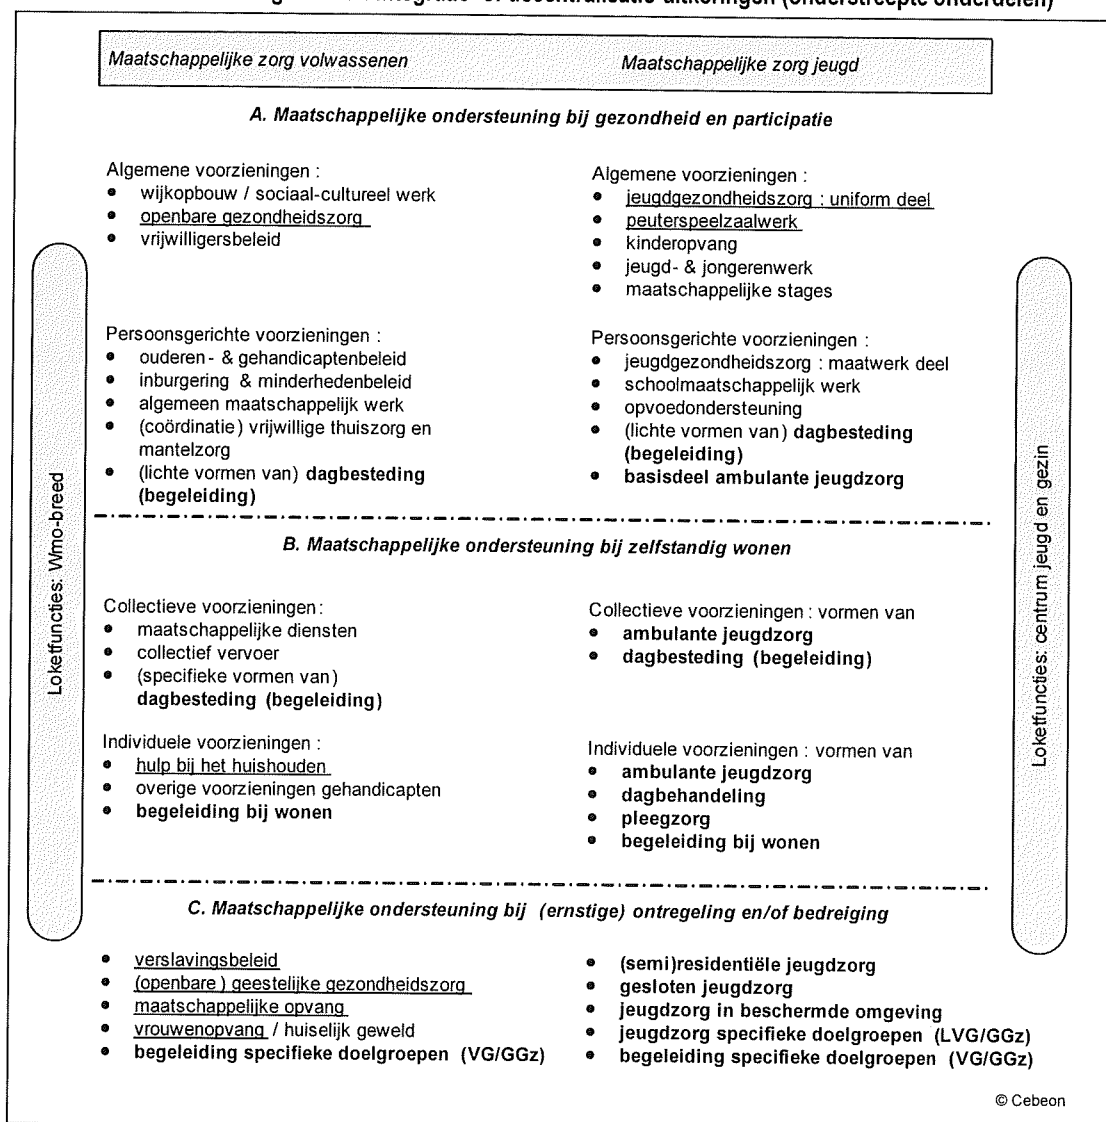 integratie- of decentralisatie-uitkeringen (onderstreepte onderdelen)
Maatschappelijke zorg volwassenen
Maatschappelijke zorg jeugd
A. Maatschappelijke ondersteuning bij gezondheid en participatie
Algemene voorzieningen :
• wijkopbouw / sociaal-cultureel werk
• openbare gezondheidszorg
• vrijwilligersbeleid
Algemene voorzieningen :
• jeugdgezondheidszorg : uniform deel
• peuterspeelzaalwerk
• kinderopvang
• jeugd- & jongerenwerk
• maatschappelijke stages
Persoonsgerichte voorzieningen :
• ouderen- & gehandicaptenbeleid
• inburgering & minderhedenbeleid
• algemeen maatschappelijk werk
• (coördinatie) vrijwillige thuiszorg en
mantelzorg
• (lichte vormen van) dagbesteding
(begeleiding)
Persoonsgerichte voorzieningen :
• jeugdgezondheidszorg : maatwerk deel
• schoolmaatschappelijk werk
• opvoedondersteuning
• (lichte vormen van) dagbesteding
(begeleiding)
• basisdeel ambulante jeugdzorg
Loketfuncties: Wmo-breed
Loketfuncties: centrum jeugd en gezin
B. Maatschappelijke ondersteuning bij zelfstandig wonen
Collectieve voorzieningen :
• maatschappelijke diensten
• collectief vervoer
• (specifieke vormen van)
dagbesteding (begeleiding)
Collectieve voorzieningen : vormen van
• ambulante jeugdzorg
• dagbesteding (begeleiding)
Individuele voorzieningen :
• hulp bij het huishouden
• overige voorzieningen gehandicapten
• begeleiding bij wonen
Individuele voorzieningen : vormen van
• ambulante jeugdzorg
• dagbehandeling
• pleegzorg
• begeleiding bij wonen
C. Maatschappelijke ondersteuning bij (ernstige) ontregeling en/of bedreiging
• verslavingsbeleid
• (openbare) geestelijke gezondheidszorg
• maatschappelijke opvang
• vrouwenopvang / huiselijk geweld
• begeleiding specifieke doelgroepen (VG/GGz)
• (semi)residentiële jeugdzorg
• gesloten jeugdzorg
• jeugdzorg in beschermde omgeving
• jeugdzorg specifieke doelgroepen (LVG/GGz)
• begeleiding specifieke doelgroepen (VG/GGz)
© Cebeon